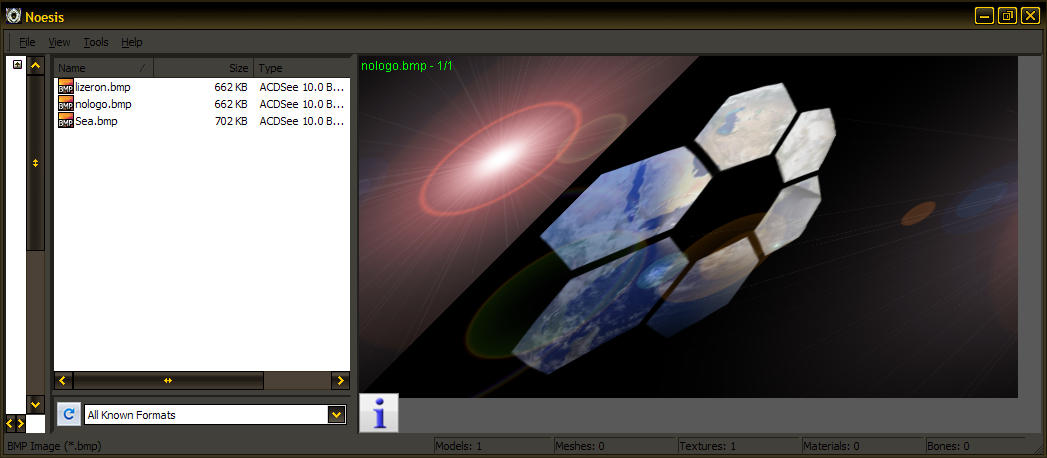 Noesis
File View Tools Help
Name Size Type
lizeron.bmp 662 KB ACDSee 10.0 B...
nologo.bmp 662 KB ACDSee 10.0 B...
Sea.bmp 702 KB ACDSee 10.0 B...
nologo.bmp - 1/1
All Known Formats
BMP Image (*.bmp) Models: 1 Meshes: 0 Textures: 1 Materials: 0 Bones: 0